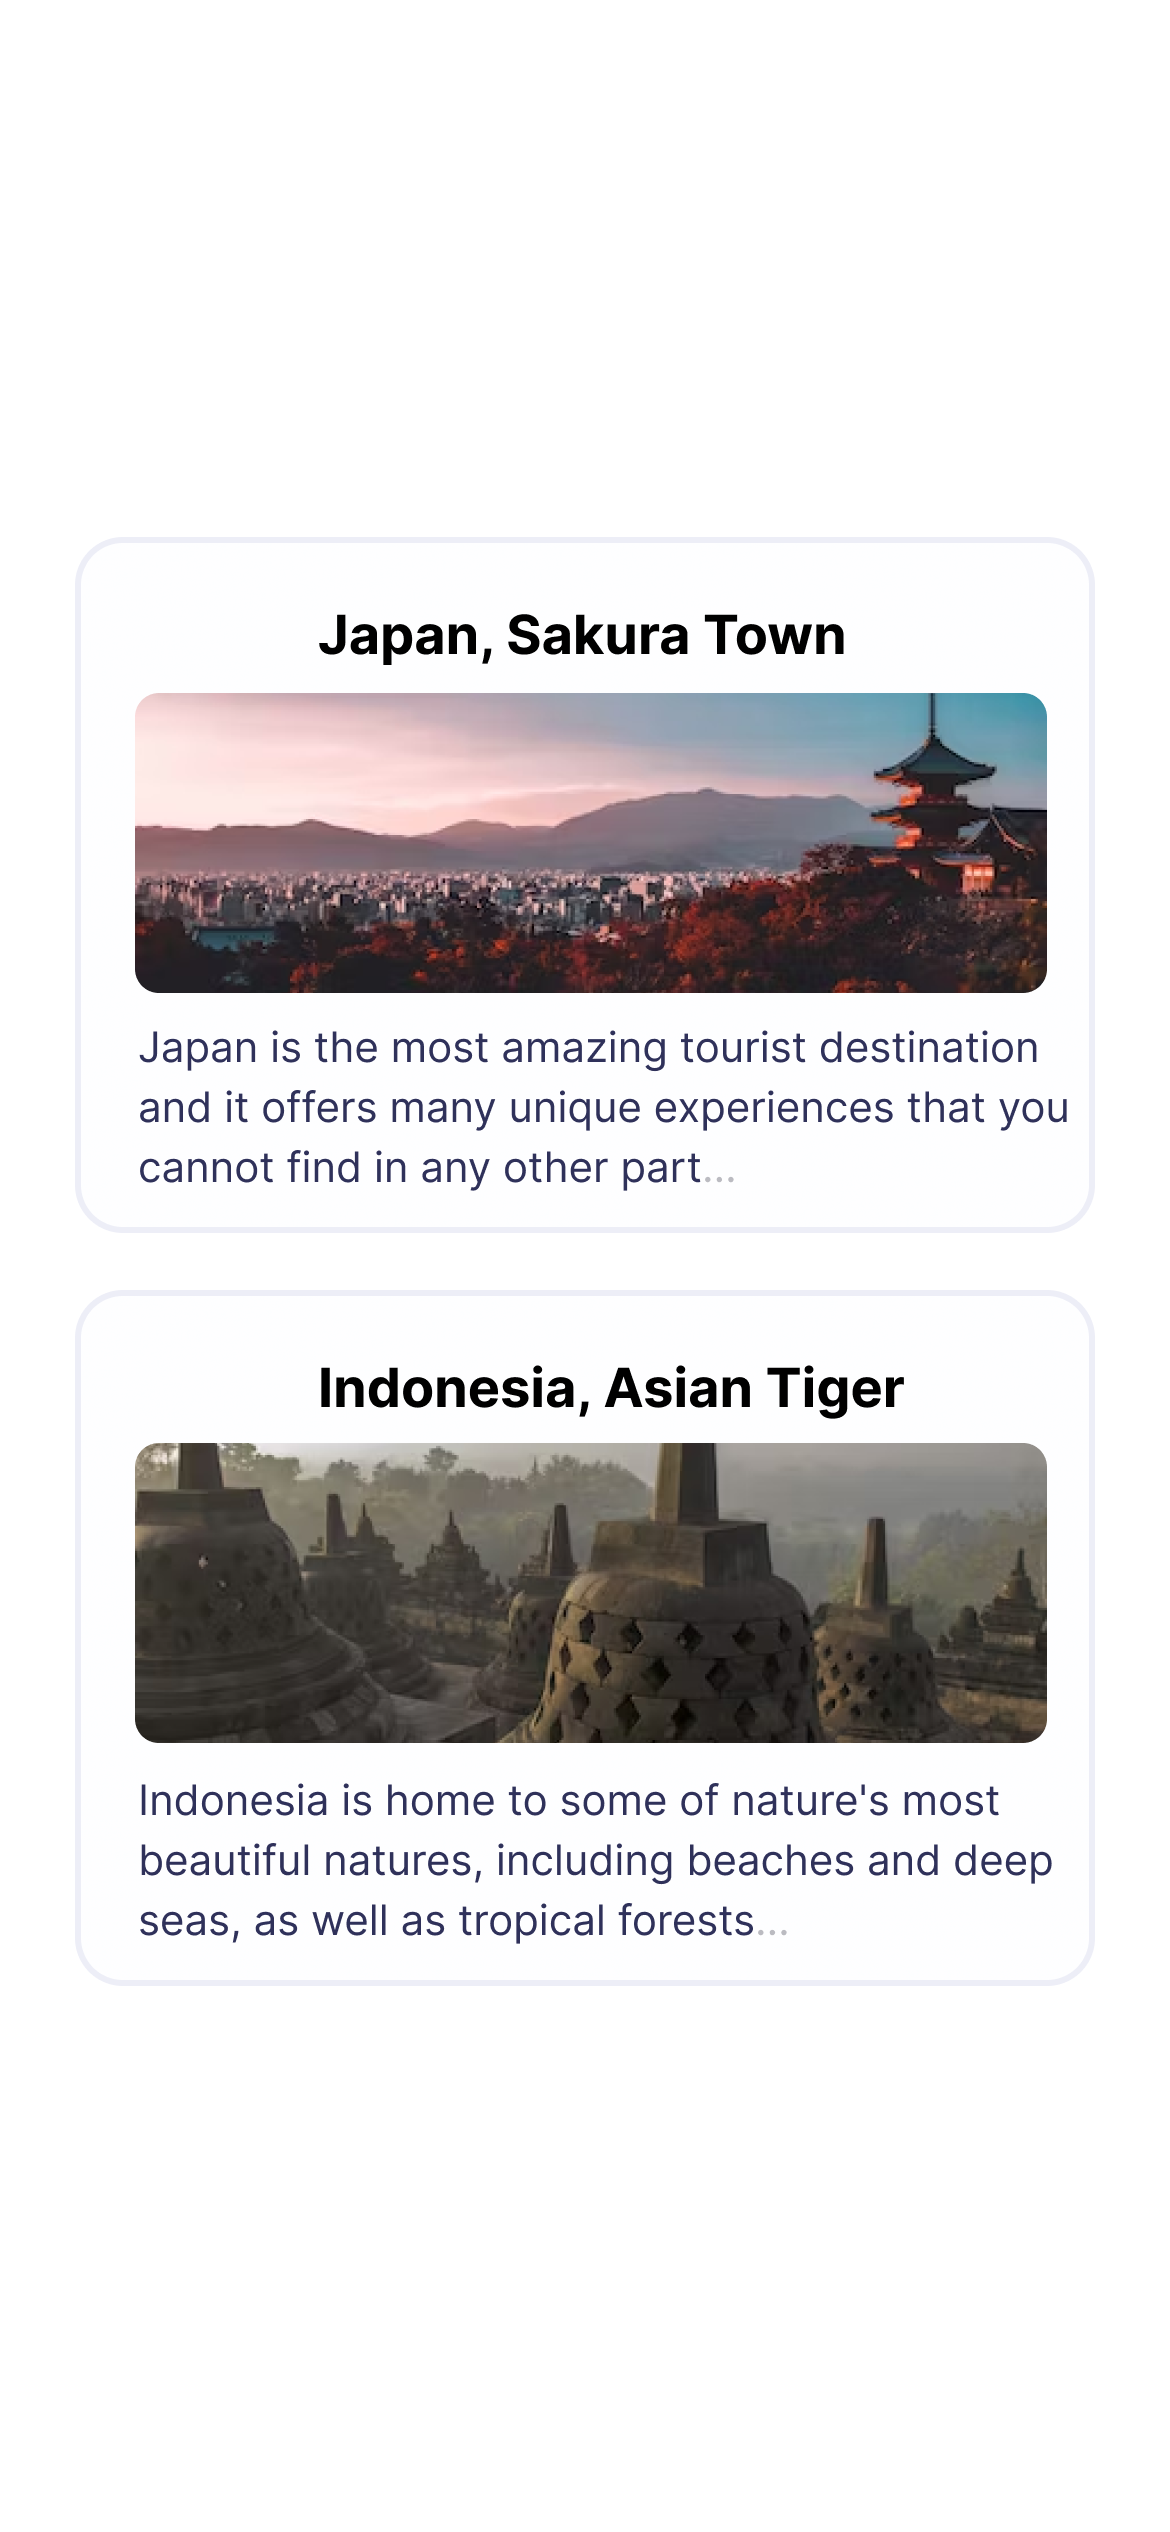 Japan, Sakura Town
Japan is the most amazing tourist destination
and it offers many unique experiences that you
cannot find in any other part...
Indonesia, Asian Tiger
Indonesia is home to some of nature's most
beautiful natures, including beaches and deep
seas, as well as tropical forests...